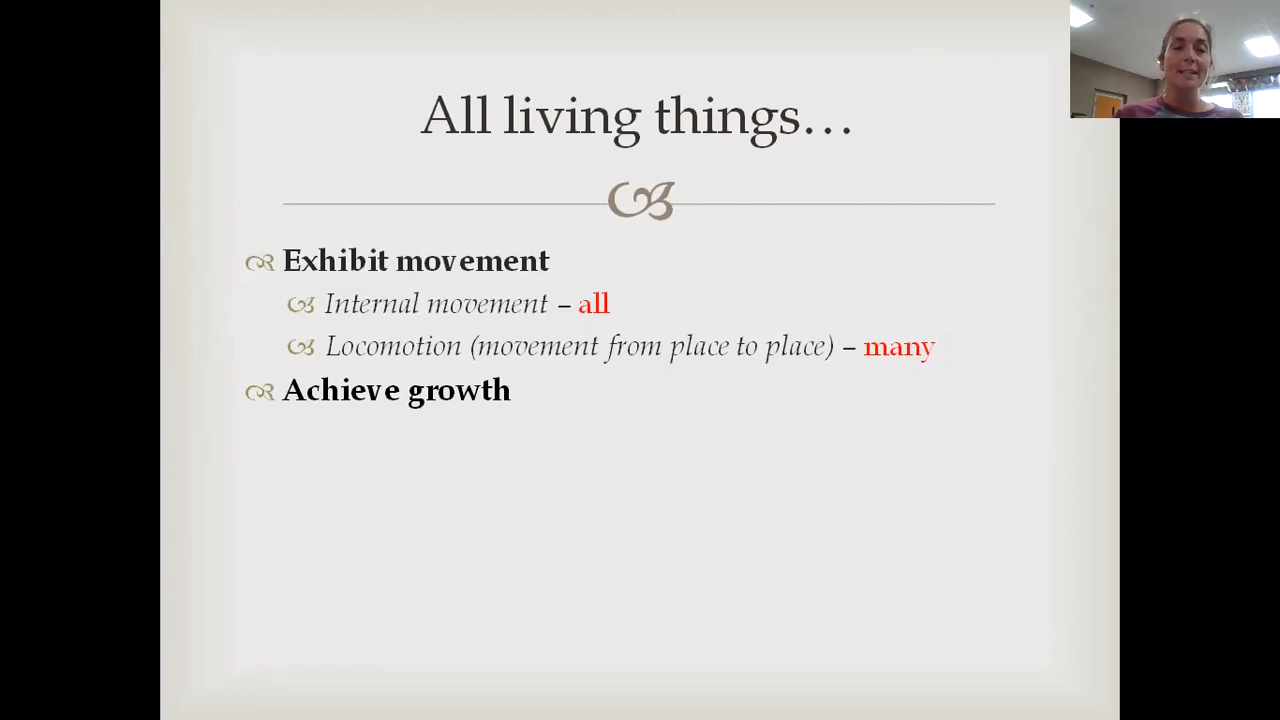 All living things…
Exhibit movement
Internal movement – all
Locomotion (movement from place to place) – many
Achieve growth